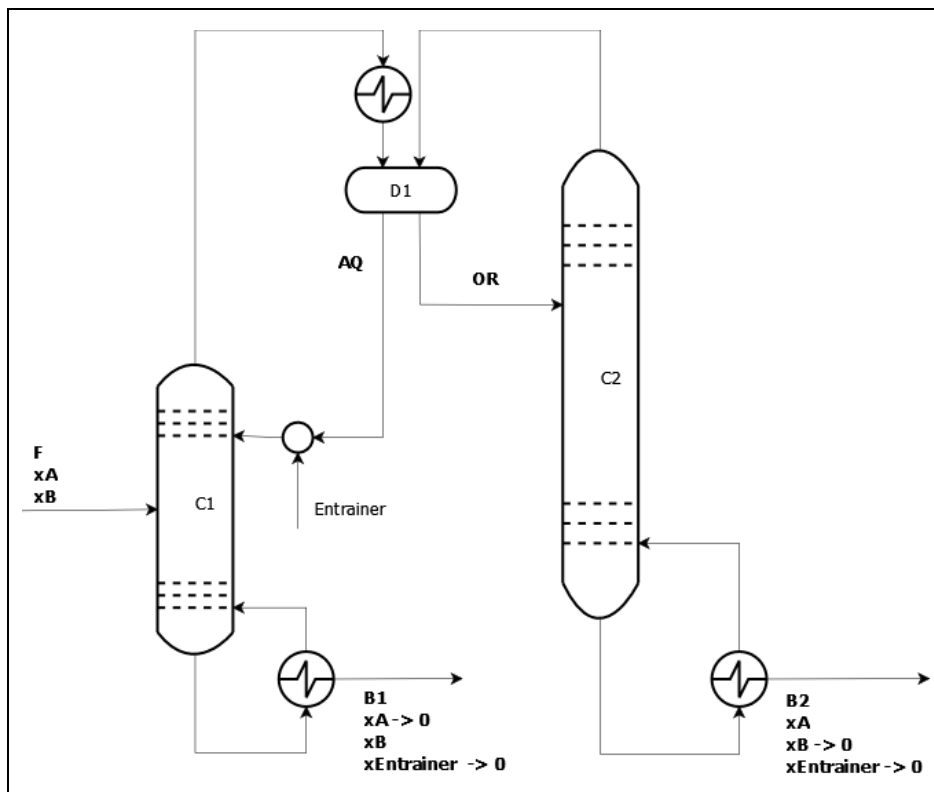 D1
AQ
OR
C2
F
xA
xB
C1
Entrainer
B1
xA -> 0
xB
xEntrainer -> 0
B2
xA
xB -> 0
xEntrainer -> 0